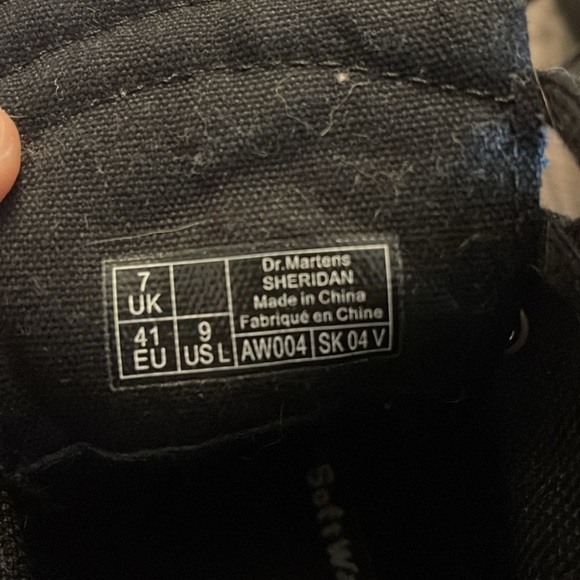 7
UK
41
EU
9
US L
Dr.Martens
SHERIDAN
Made in China
Fabriqué en Chine
AW004
SK 04 V